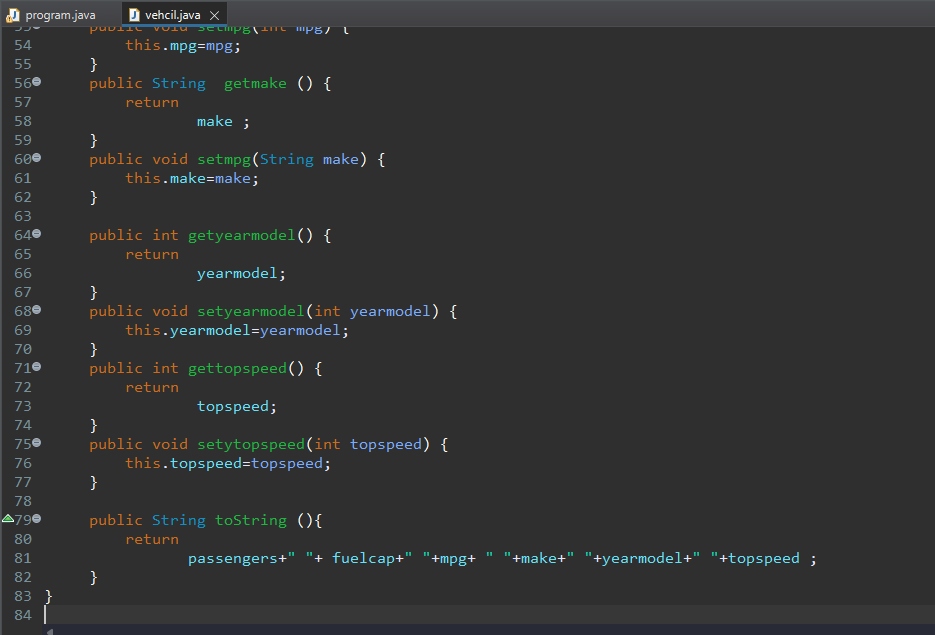 program.java vehcil.java
53 public void setmpg(int mpg) {
54 this.mpg=mpg;
55 }
56 public String  getmake () {
57 return
58 make ;
59 }
60 public void setmpg(String make) {
61 this.make=make;
62 }
63
64 public int getyearmodel() {
65 return
66 yearmodel;
67 }
68 public void setyearmodel(int yearmodel) {
69 this.yearmodel=yearmodel;
70 }
71 public int gettopspeed() {
72 return
73 topspeed;
74 }
75 public void setytopspeed(int topspeed) {
76 this.topspeed=topspeed;
77 }
78
79 public String toString (){
80 return
81 passengers+" "+ fuelcap+" "+mpg+ " "+make+" "+yearmodel+" "+topspeed ;
82 }
83 }
84